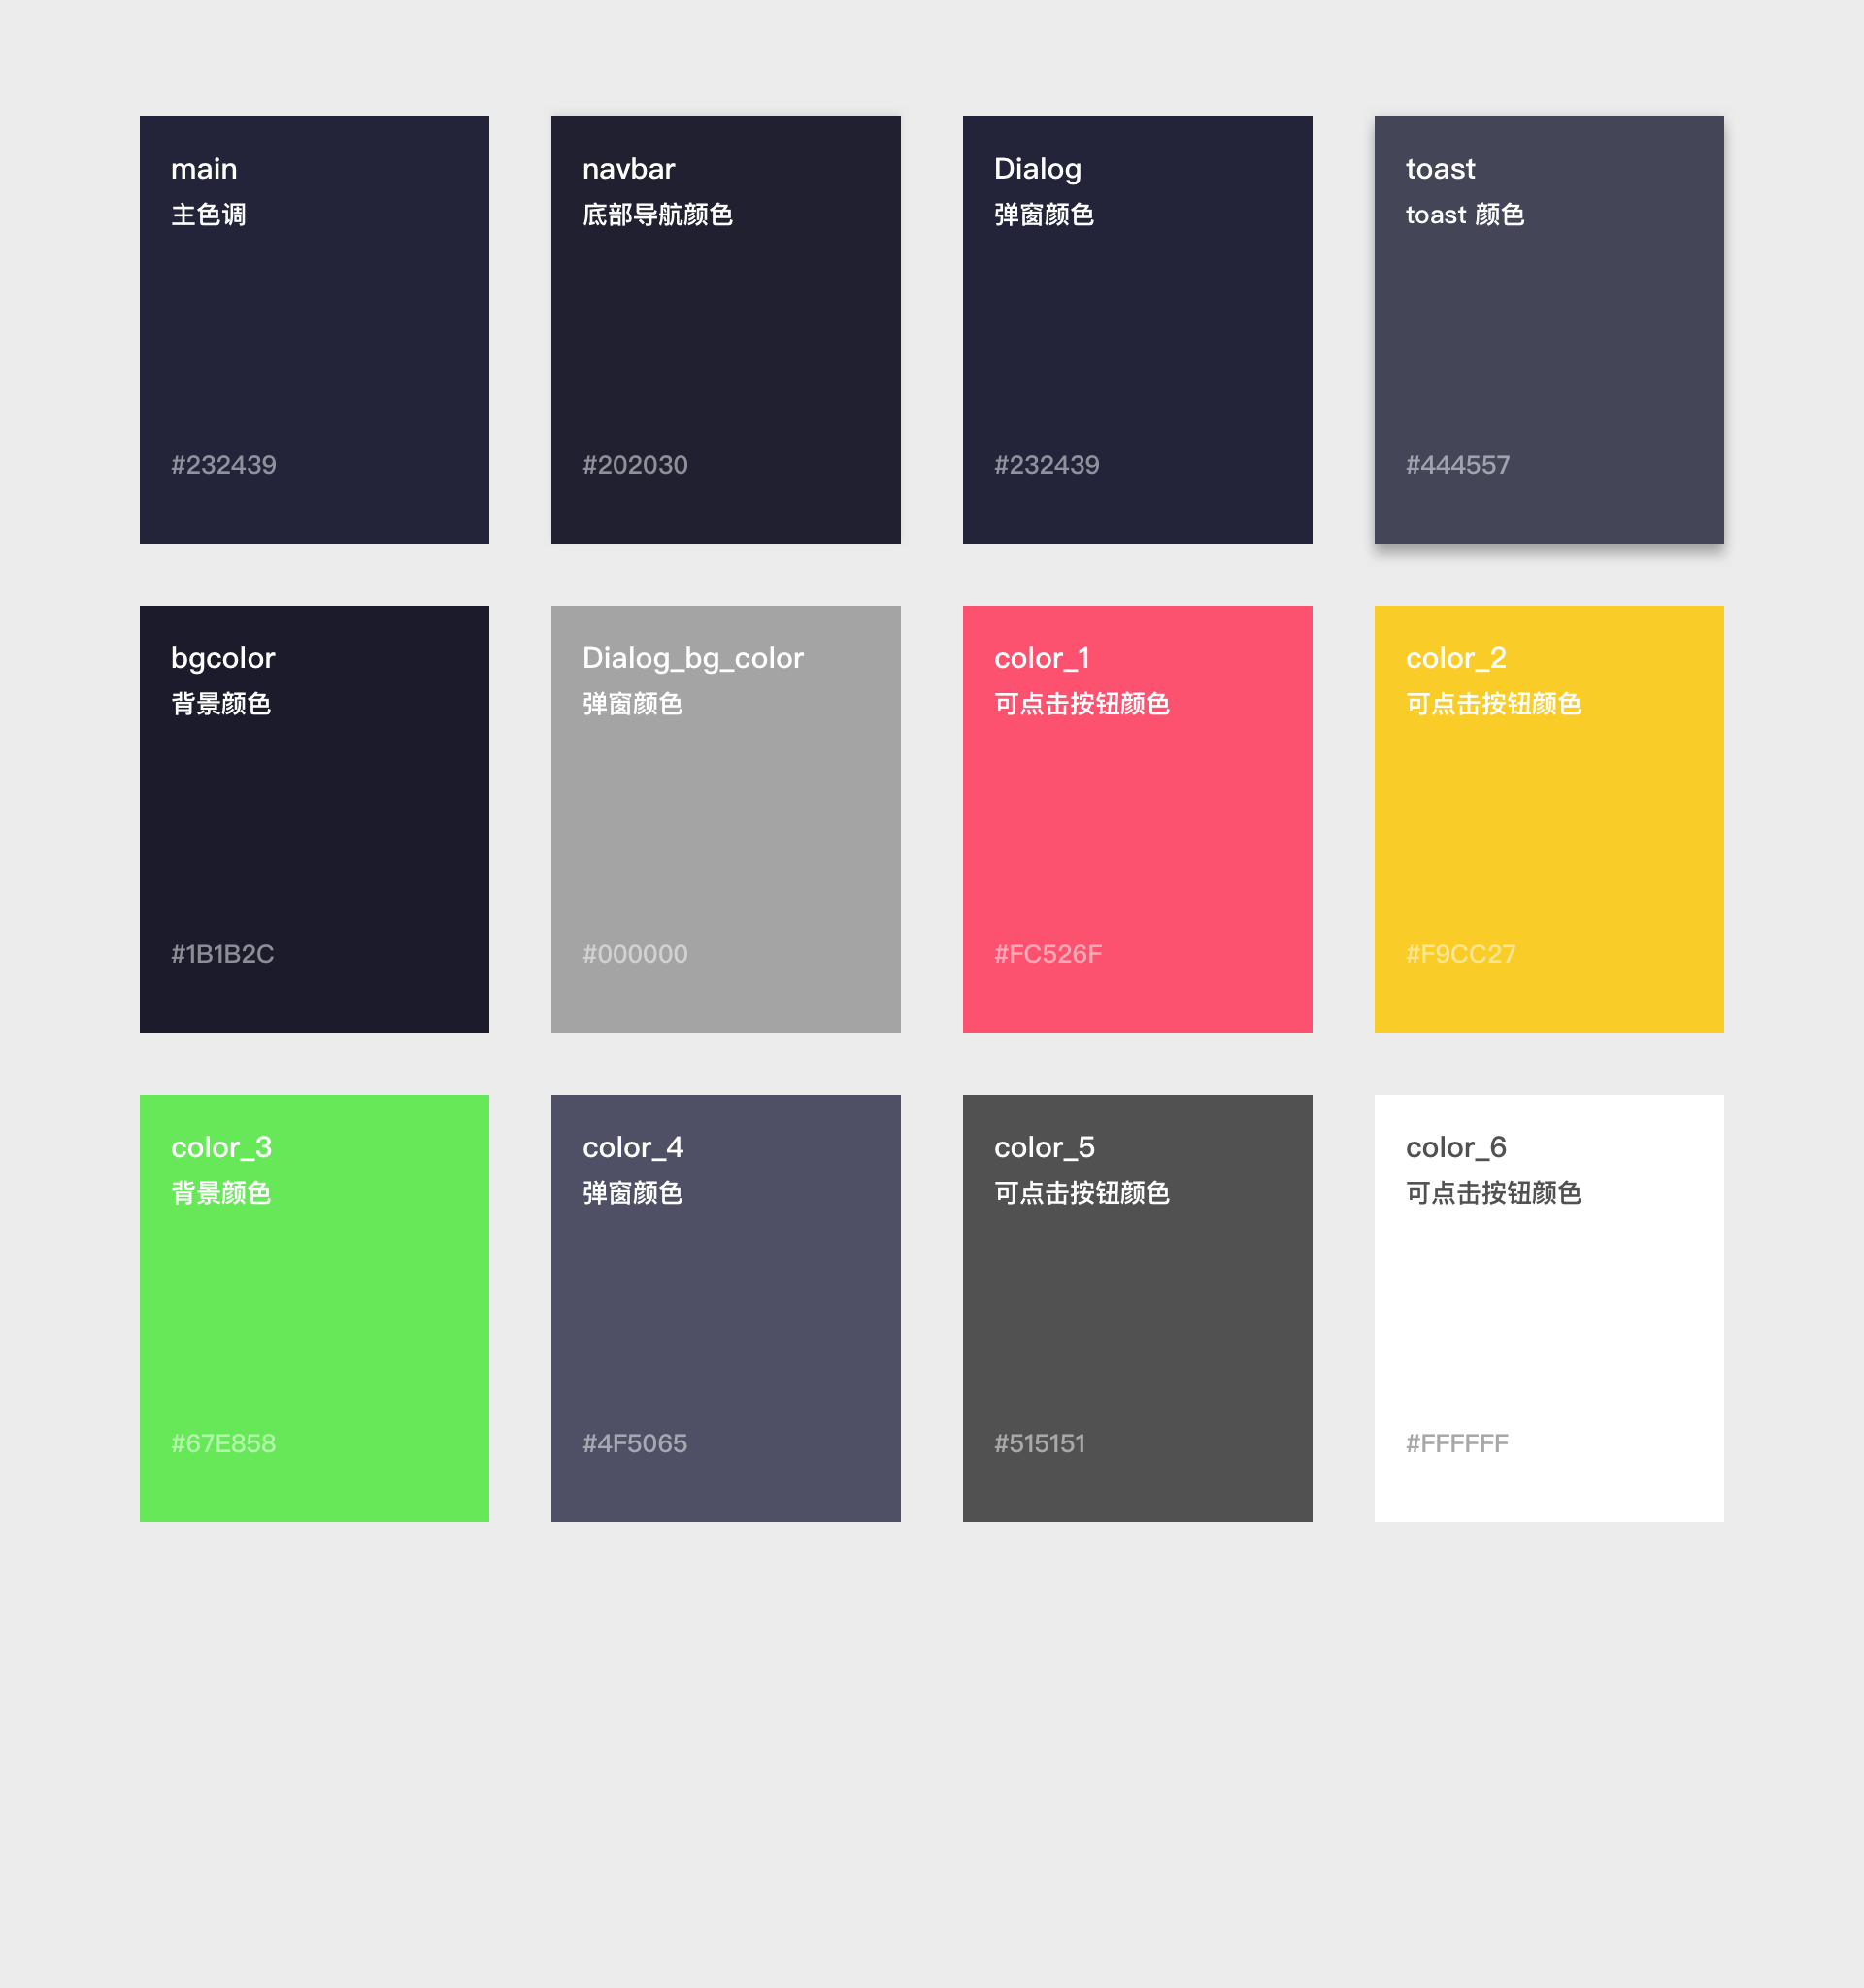 main
主色调
#232439
navbar
底部导航颜色
#202030
Dialog
弹窗颜色
#232439
toast
toast 颜色
#444557
bgcolor
背景颜色
#1B1B2C
Dialog_bg_color
弹窗颜色
#000000
color_1
可点击按钮颜色
#FC526F
color_2
可点击按钮颜色
#F9CC27
color_3
背景颜色
#67E858
color_4
弹窗颜色
#4F5065
color_5
可点击按钮颜色
#515151
color_6
可点击按钮颜色
#FFFFFF